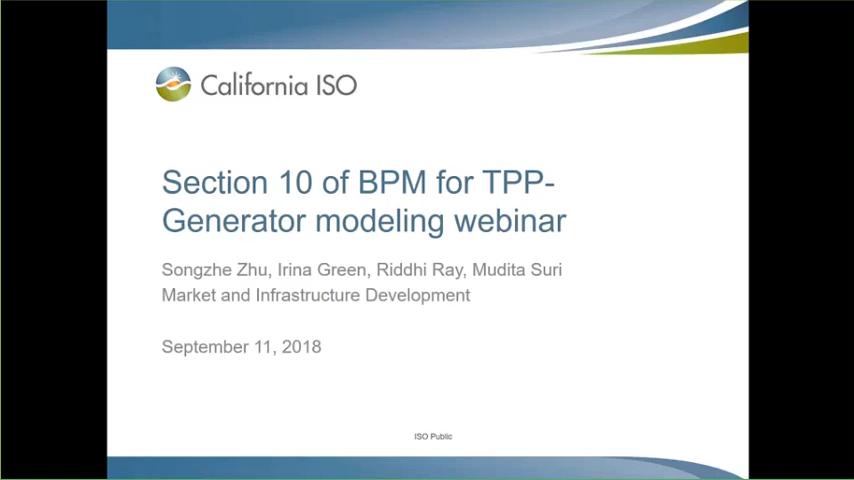 California ISO
Section 10 of BPM for TPP-
Generator modeling webinar
Songzhe Zhu, Irina Green, Riddhi Ray, Mudita Suri
Market and Infrastructure Development
September 11, 2018
ISO Public